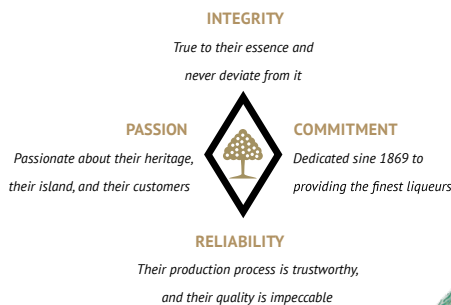 INTEGRITY
True to their essence and
never deviate from it
PASSION
Passionate about their heritage,
their island, and their customers
COMMITMENT
Dedicated sine 1869 to
providing the finest liqueurs
RELIABILITY
Their production process is trustworthy,
and their quality is impeccable